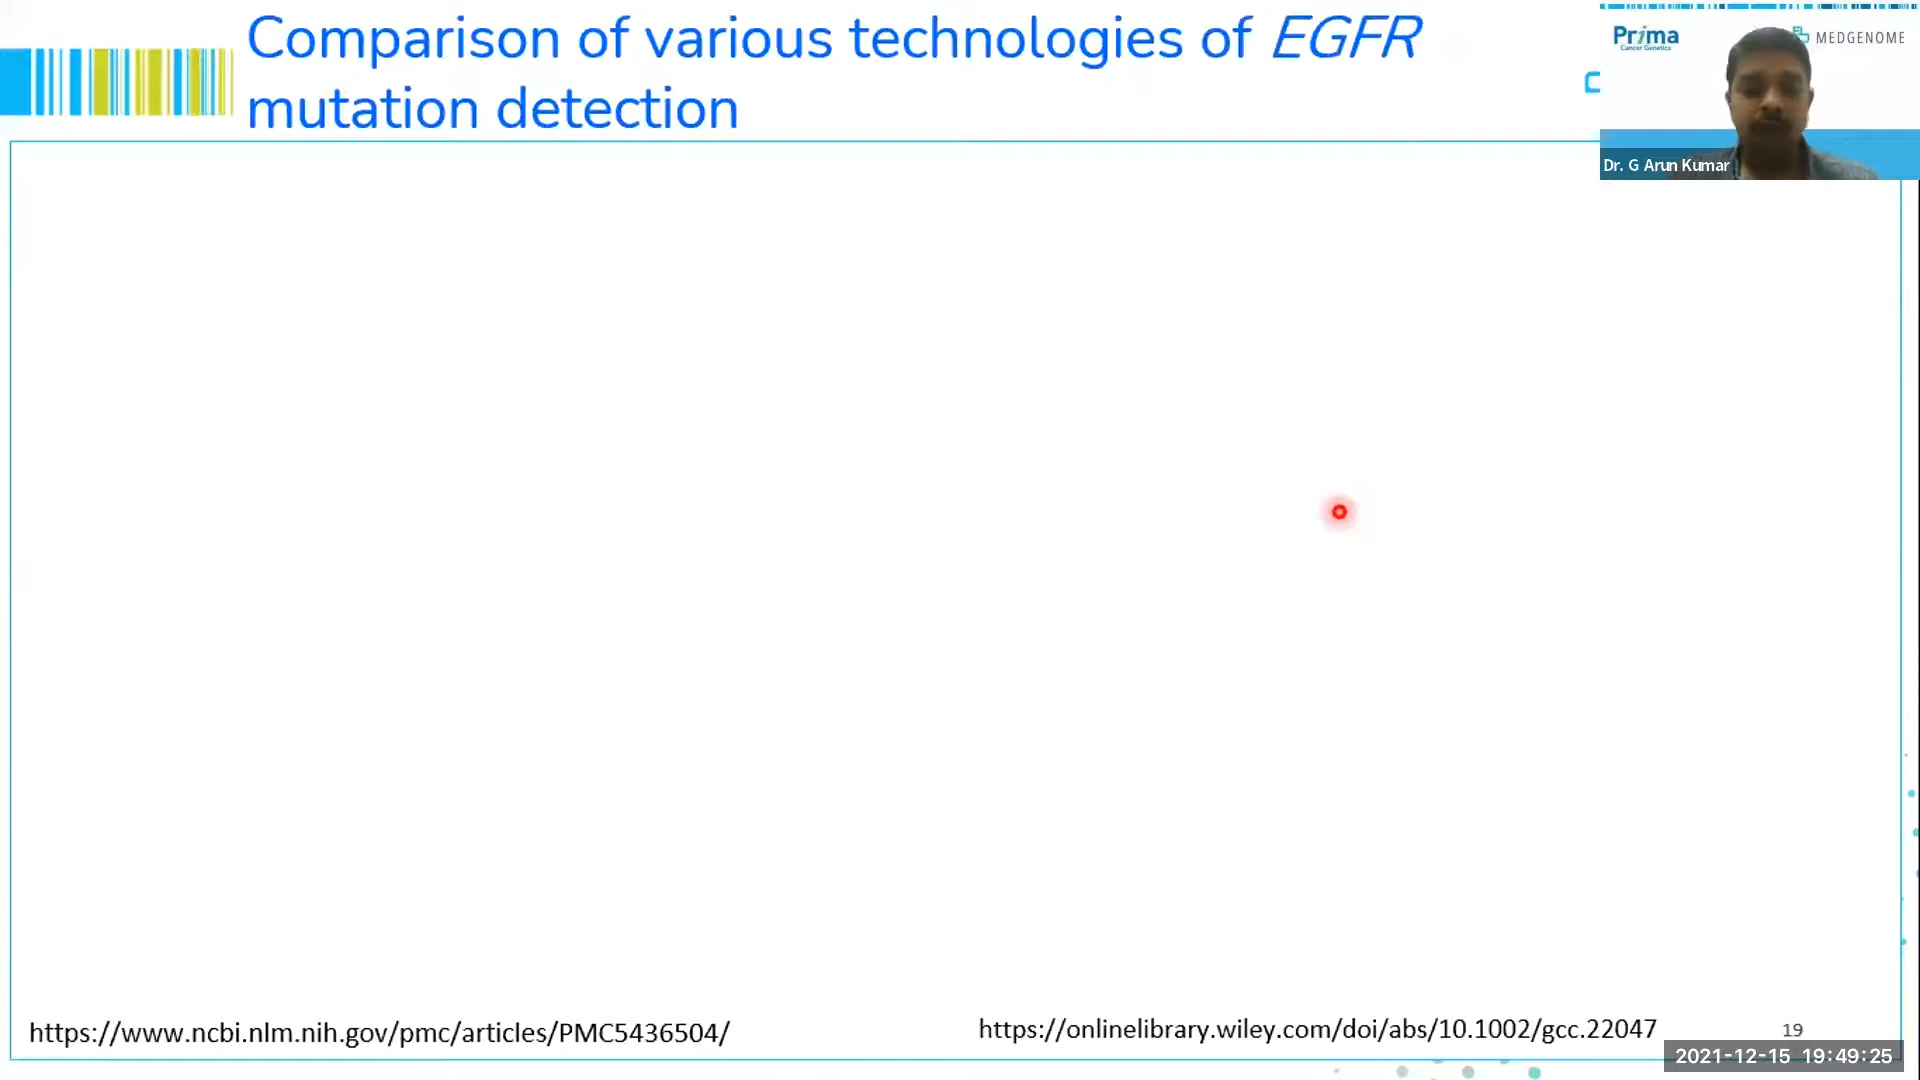 Comparison of various technologies of EGFR
mutation detection
Prima
Cancer Genetics
MEDGENOME
Dr. G Arun Kumar
https://www.ncbi.nlm.nih.gov/pmc/articles/PMC5436504/
https://onlinelibrary.wiley.com/doi/abs/10.1002/gcc.22047
19
2021-12-15 19:49:25